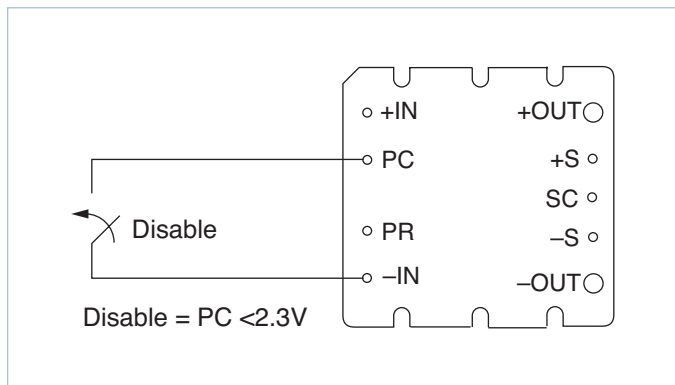 +IN
+OUT
PC
+S
SC
Disable
PR
–S
–IN
–OUT
Disable = PC <2.3V